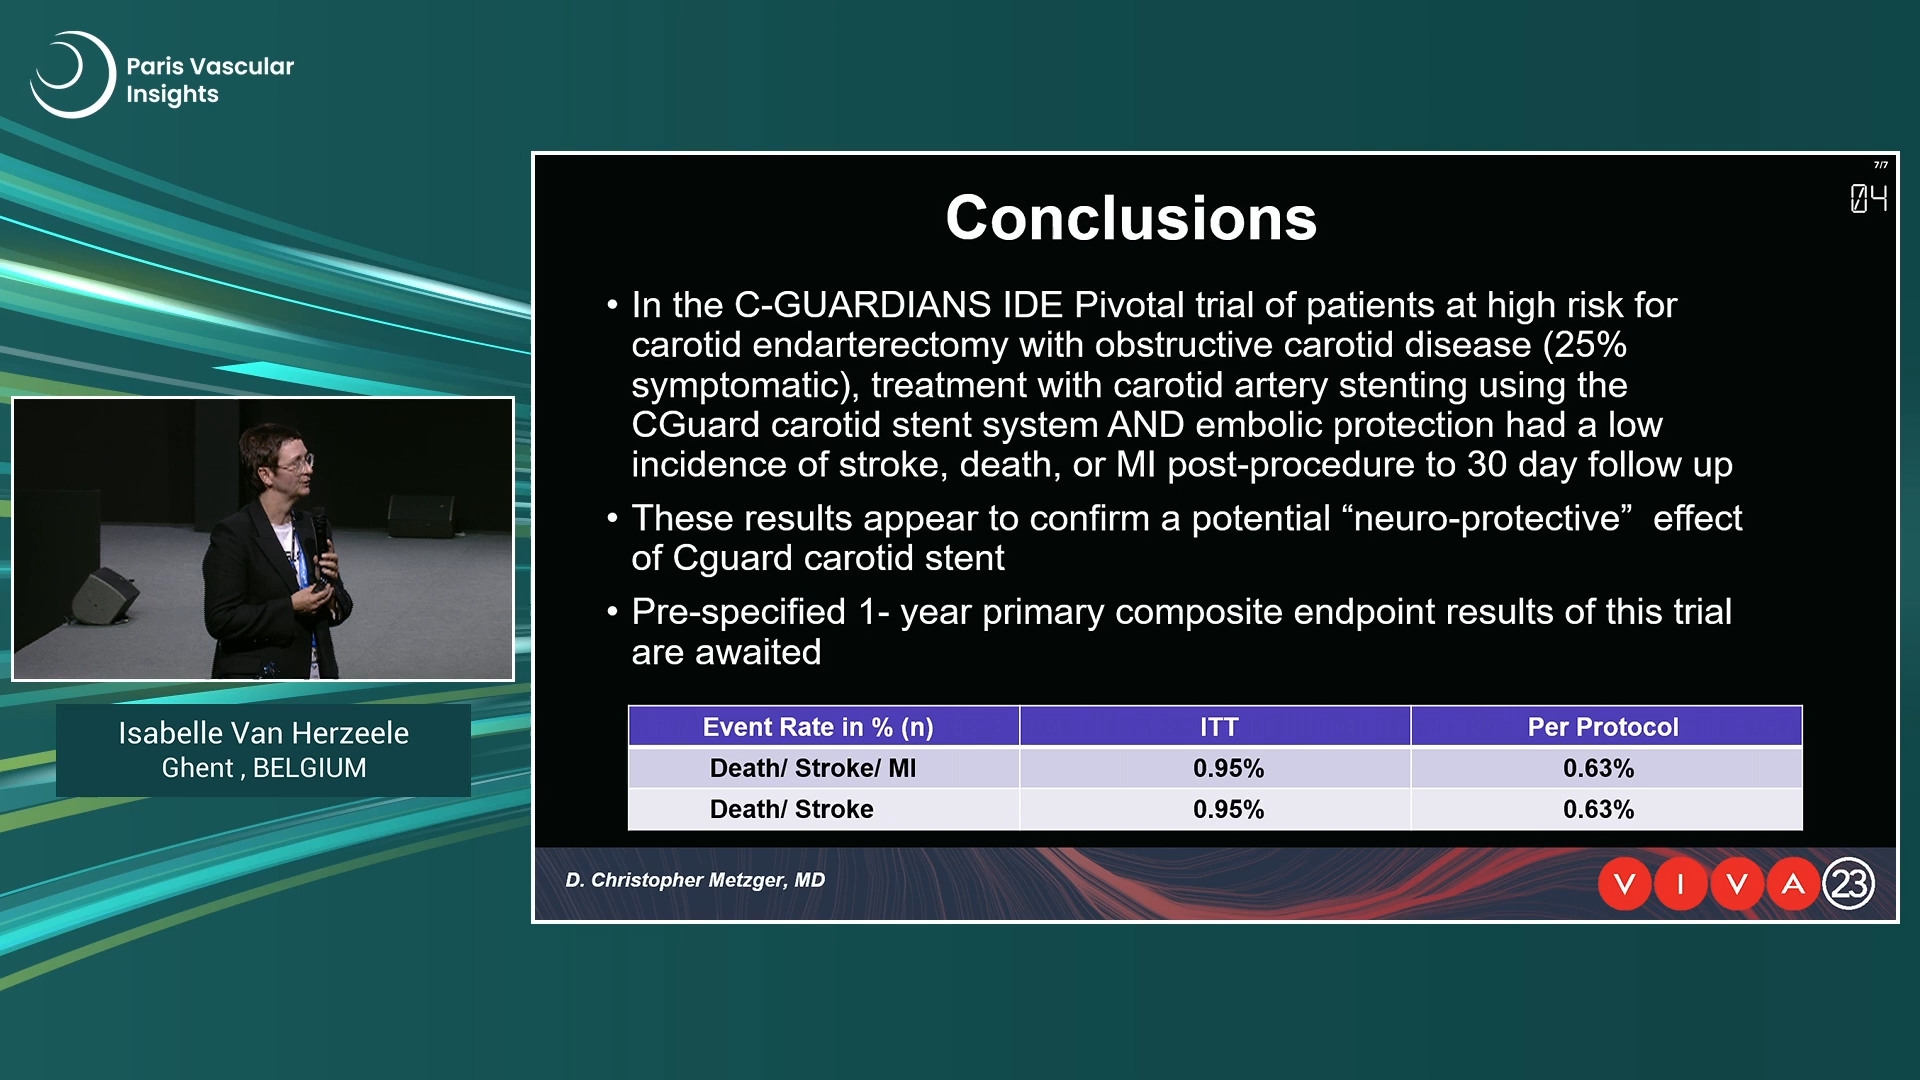 Paris Vascular
Insights
7/7
04
Conclusions
• In the C-GUARDIANS IDE Pivotal trial of patients at high risk for
carotid endarterectomy with obstructive carotid disease (25%
symptomatic), treatment with carotid artery stenting using the
CGuard carotid stent system AND embolic protection had a low
incidence of stroke, death, or MI post-procedure to 30 day follow up
• These results appear to confirm a potential “neuro-protective”  effect
of Cguard carotid stent
• Pre-specified 1- year primary composite endpoint results of this trial
are awaited
Event Rate in % (n) ITT Per Protocol
Death/ Stroke/ MI 0.95% 0.63%
Death/ Stroke 0.95% 0.63%
D. Christopher Metzger, MD
VIVA 23
Isabelle Van Herzeele
Ghent , BELGIUM